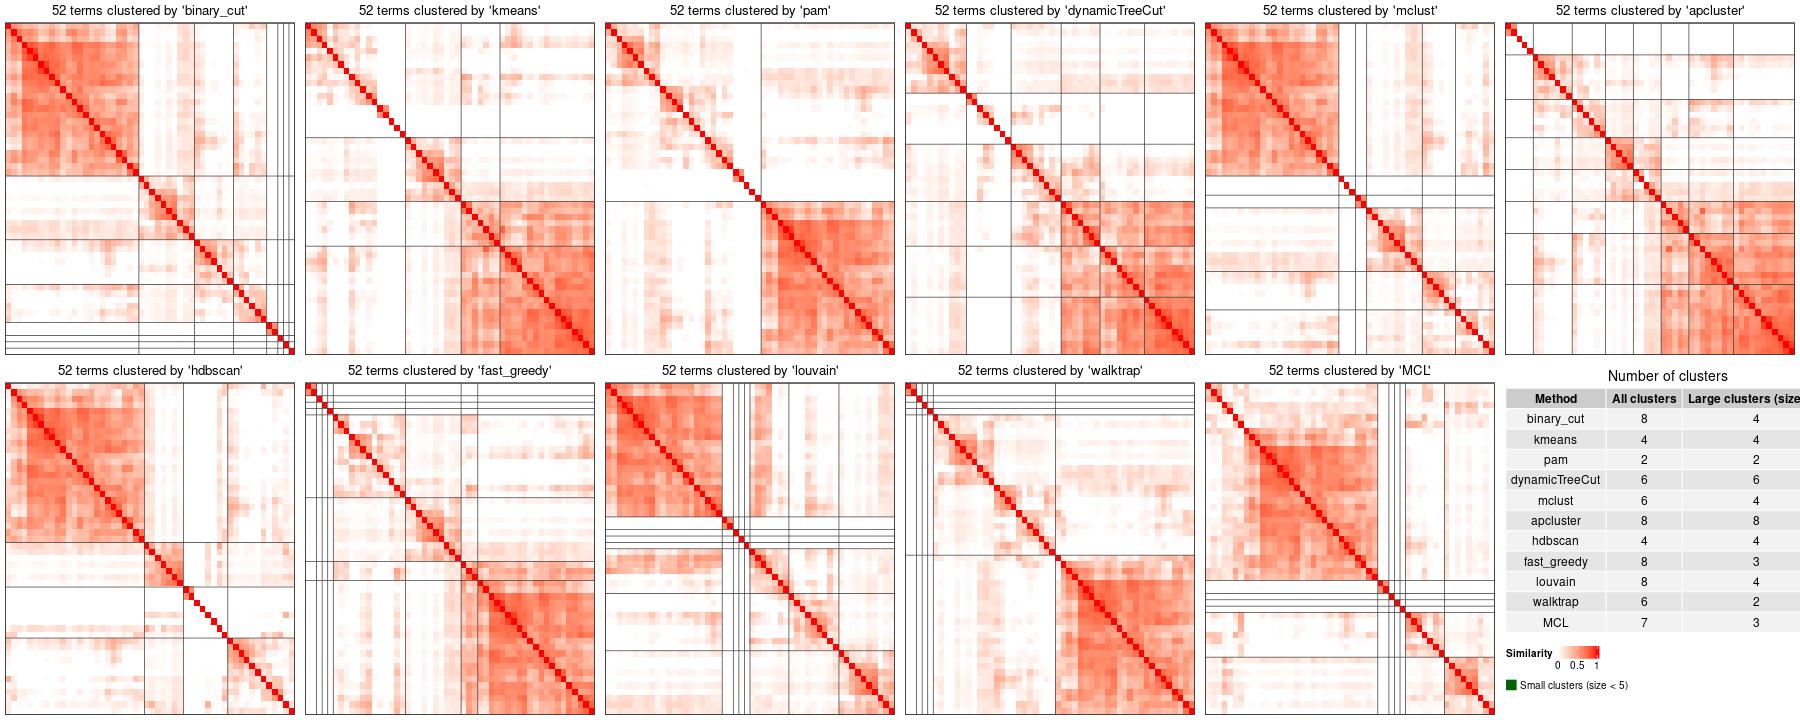 52 terms clustered by 'binary_cut'
52 terms clustered by 'kmeans'
52 terms clustered by 'pam'
52 terms clustered by 'dynamicTreeCut'
52 terms clustered by 'mclust'
52 terms clustered by 'apcluster'
52 terms clustered by 'hdbscan'
52 terms clustered by 'fast_greedy'
52 terms clustered by 'louvain'
52 terms clustered by 'walktrap'
52 terms clustered by 'MCL'
Number of clusters
Method All clusters Large clusters (size
binary_cut 8 4
kmeans 4 4
pam 2 2
dynamicTreeCut 6 6
mclust 6 4
apcluster 8 8
hdbscan 4 4
fast_greedy 8 3
louvain 8 4
walktrap 6 2
MCL 7 3
Similarity
0 0.5 1
Small clusters (size < 5)